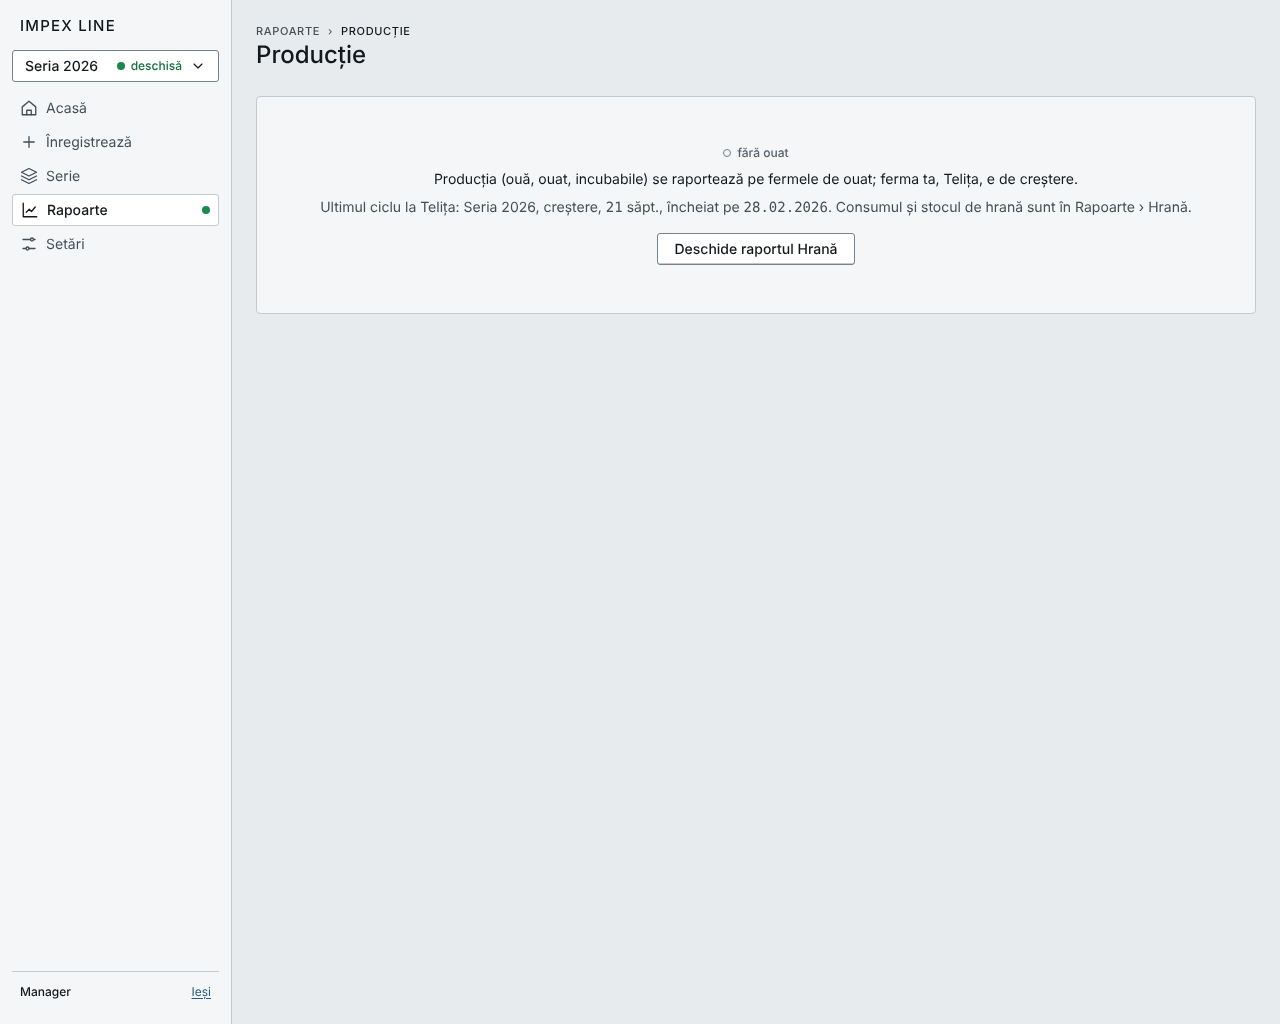 IMPEX LINE
Seria 2026 deschisă
Acasă
Înregistrează
Serie
Rapoarte
Setări
Manager Ieși
RAPOARTE › PRODUCȚIE
Producție
fără ouat
Producția (ouă, ouat, incubabile) se raportează pe fermele de ouat; ferma ta, Telița, e de creștere.
Ultimul ciclu la Telița: Seria 2026, creștere, 21 săpt., încheiat pe 28.02.2026. Consumul și stocul de hrană sunt în Rapoarte › Hrană.
Deschide raportul Hrană